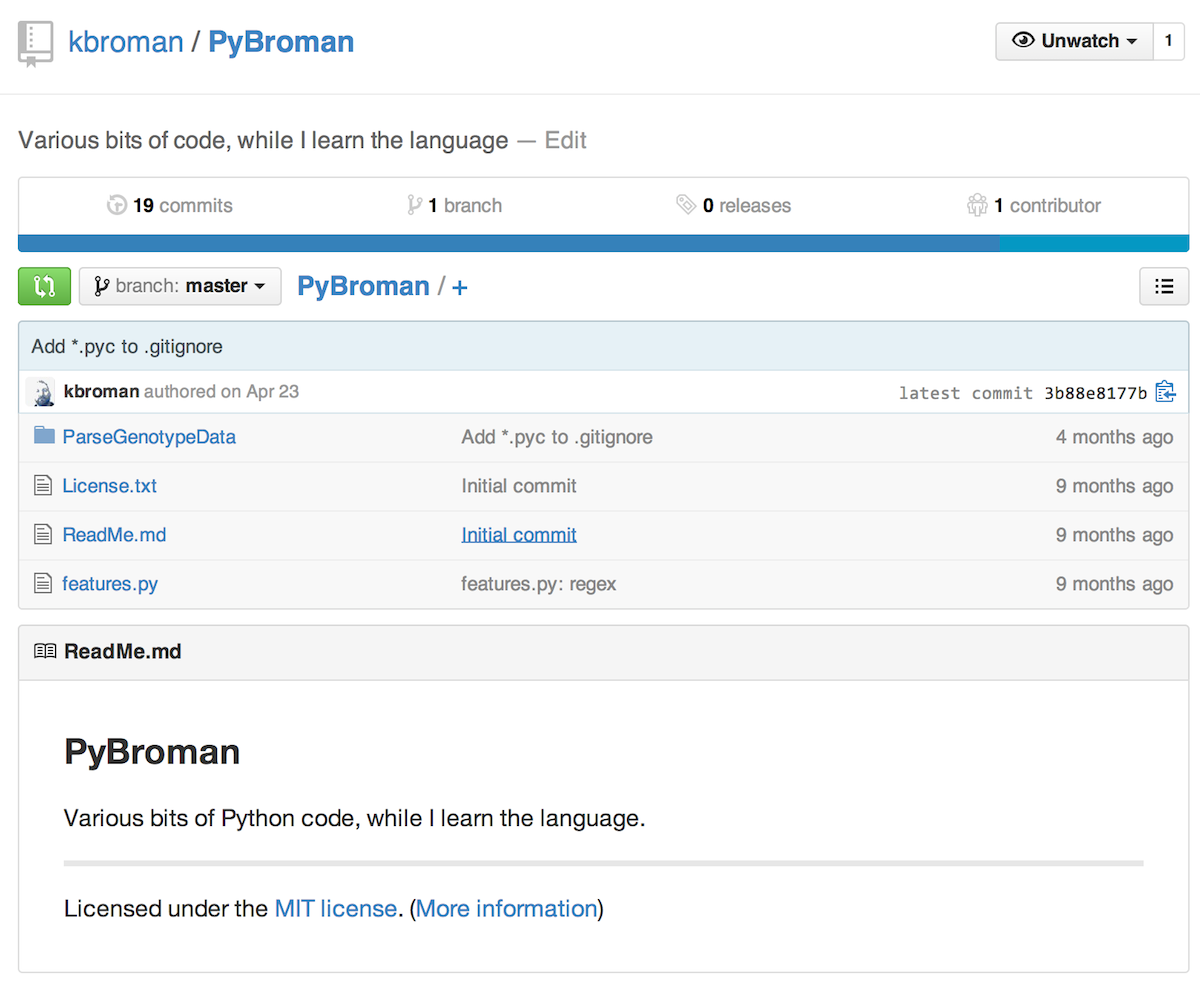 kbroman / PyBroman
Unwatch 1
Various bits of code, while I learn the language — Edit
19 commits 1 branch 0 releases 1 contributor
branch: master PyBroman / +
Add *.pyc to .gitignore
kbroman authored on Apr 23 latest commit 3b88e8177b
ParseGenotypeData Add *.pyc to .gitignore 4 months ago
License.txt Initial commit 9 months ago
ReadMe.md Initial commit 9 months ago
features.py features.py: regex 9 months ago
ReadMe.md
PyBroman
Various bits of Python code, while I learn the language.
Licensed under the MIT license. (More information)